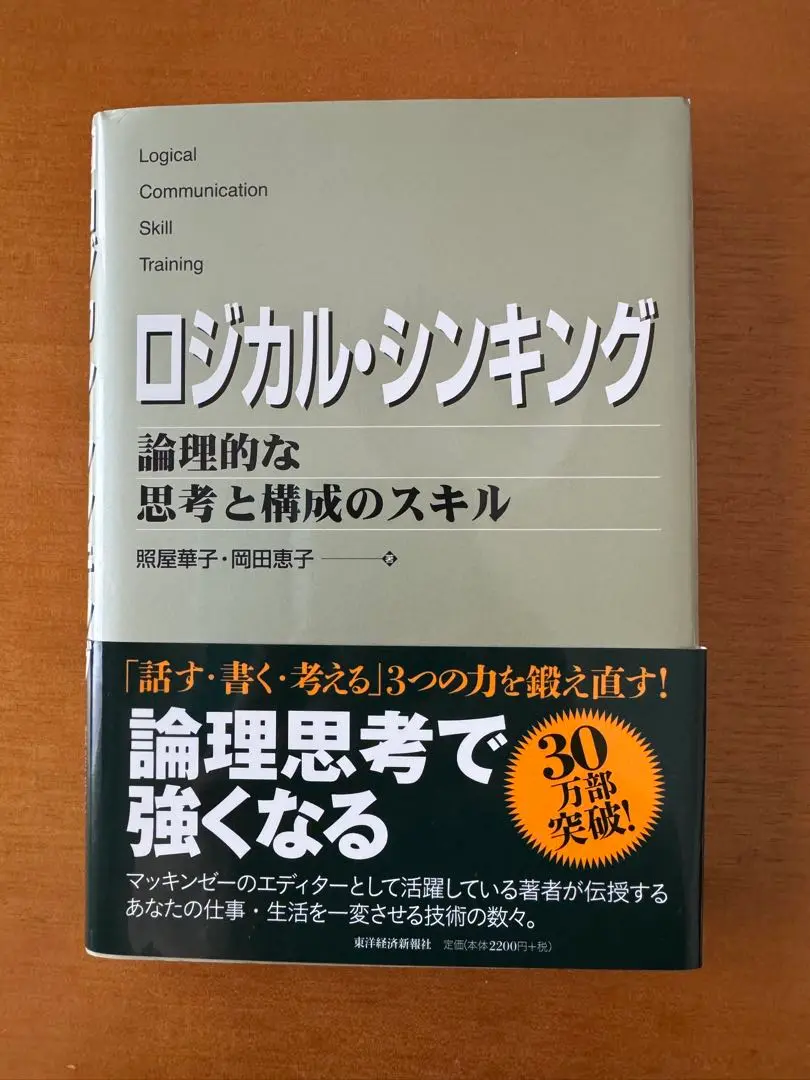 Logical
Communication
Skill
Training
ロジカル・シンキング
論理的な
思考と構成のスキル
照屋華子・岡田恵子 著
「話す・書く・考える」3つの力を鍛え直す!
論理思考で
強くなる
30
万部
突破!
マッキンゼーのエディターとして活躍している著者が伝授する
あなたの仕事・生活を一変させる技術の数々。
東洋経済新報社 定価(本体2200円+税)